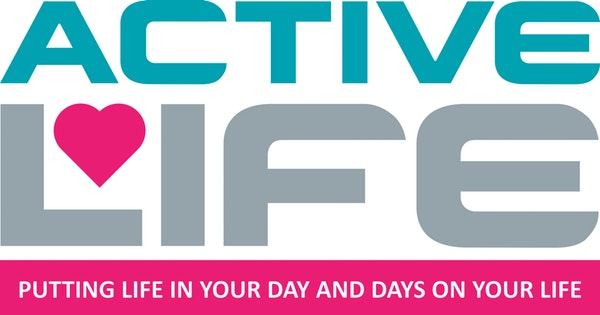 ACTIVE
LIFE
PUTTING LIFE IN YOUR DAY AND DAYS ON YOUR LIFE